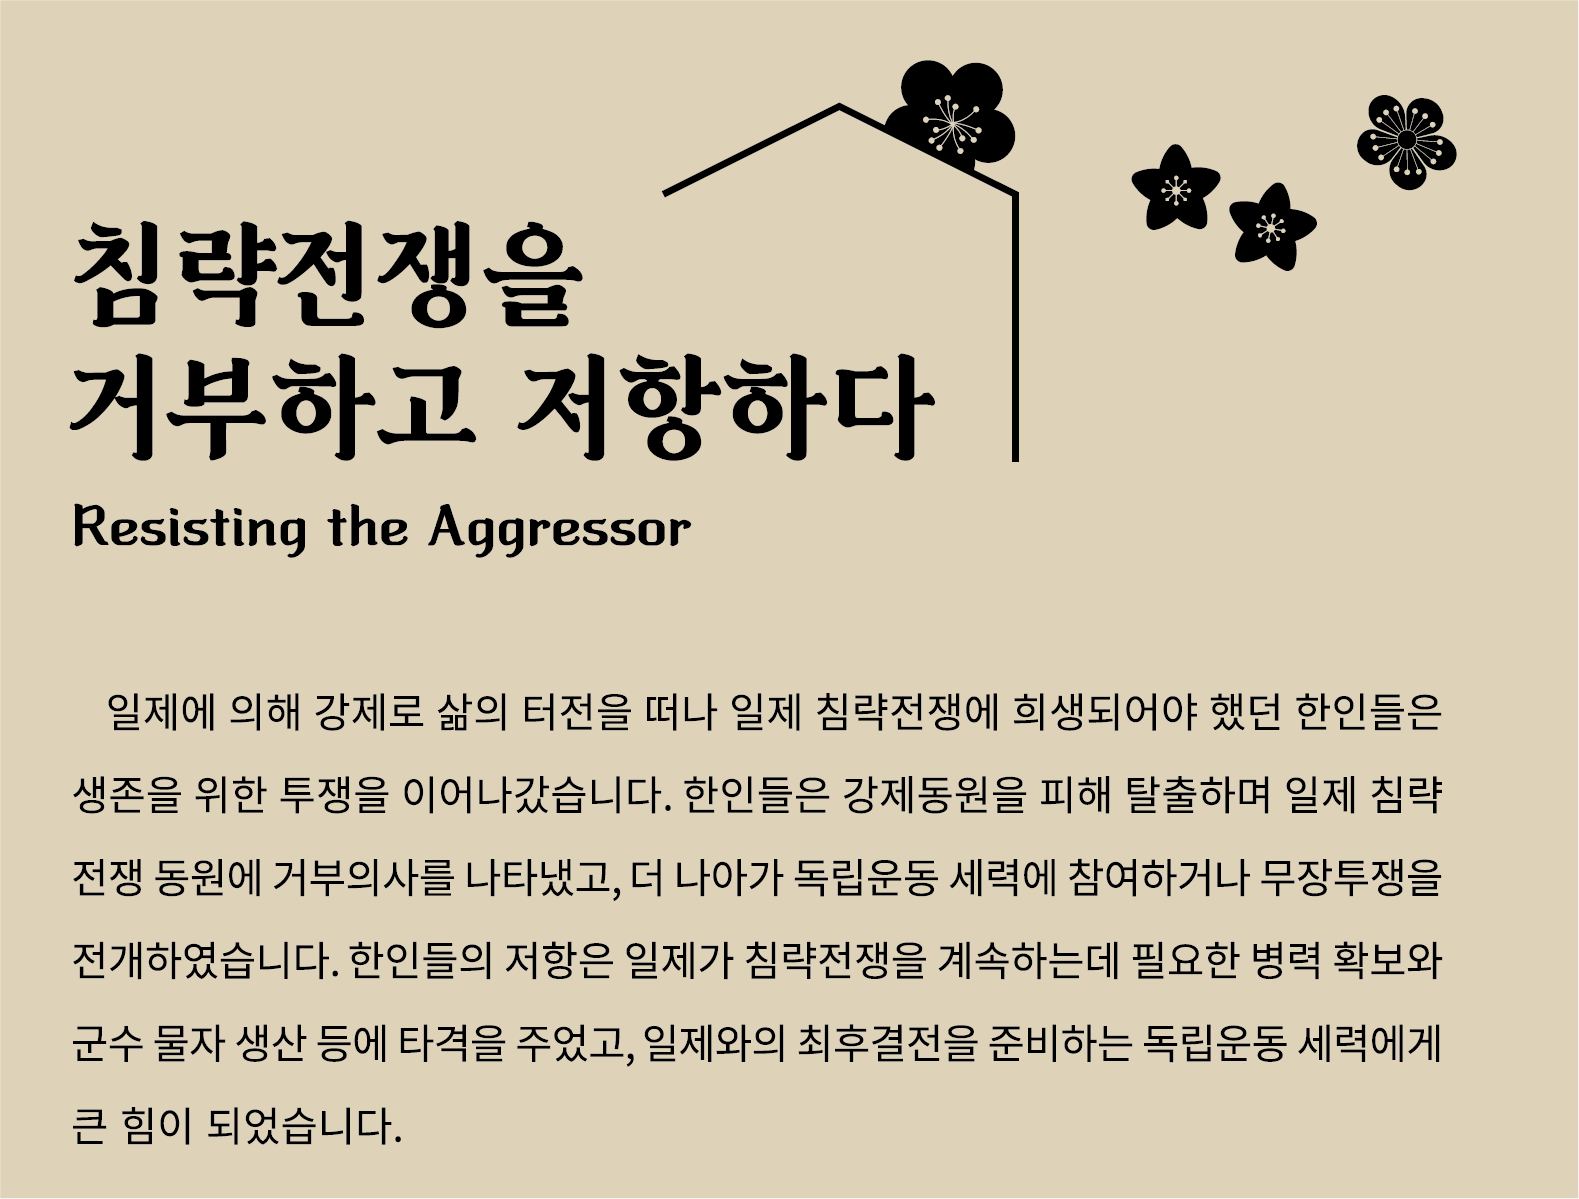 침략전쟁을
거부하고 저항하다
Resisting the Aggressor
일제에 의해 강제로 삶의 터전을 떠나 일제 침략전쟁에 희생되어야 했던 한인들은
생존을 위한 투쟁을 이어나갔습니다. 한인들은 강제동원을 피해 탈출하며 일제 침략
전쟁 동원에 거부의사를 나타냈고, 더 나아가 독립운동 세력에 참여하거나 무장투쟁을
전개하였습니다. 한인들의 저항은 일제가 침략전쟁을 계속하는데 필요한 병력 확보와
군수 물자 생산 등에 타격을 주었고, 일제와의 최후결전을 준비하는 독립운동 세력에게
큰 힘이 되었습니다.